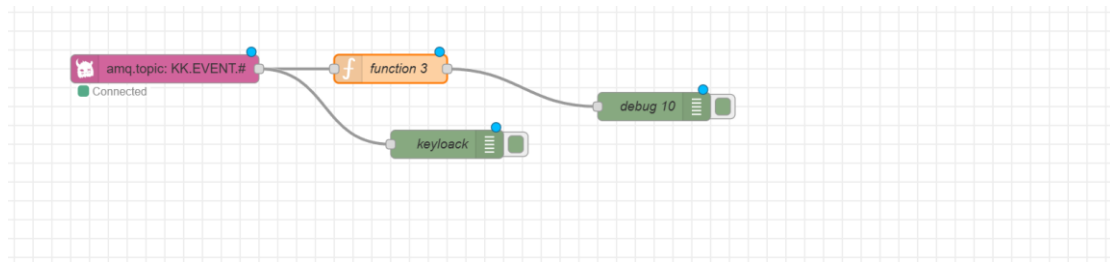 amq.topic: KK.EVENT.#
function 3
Connected
debug 10
keyloack